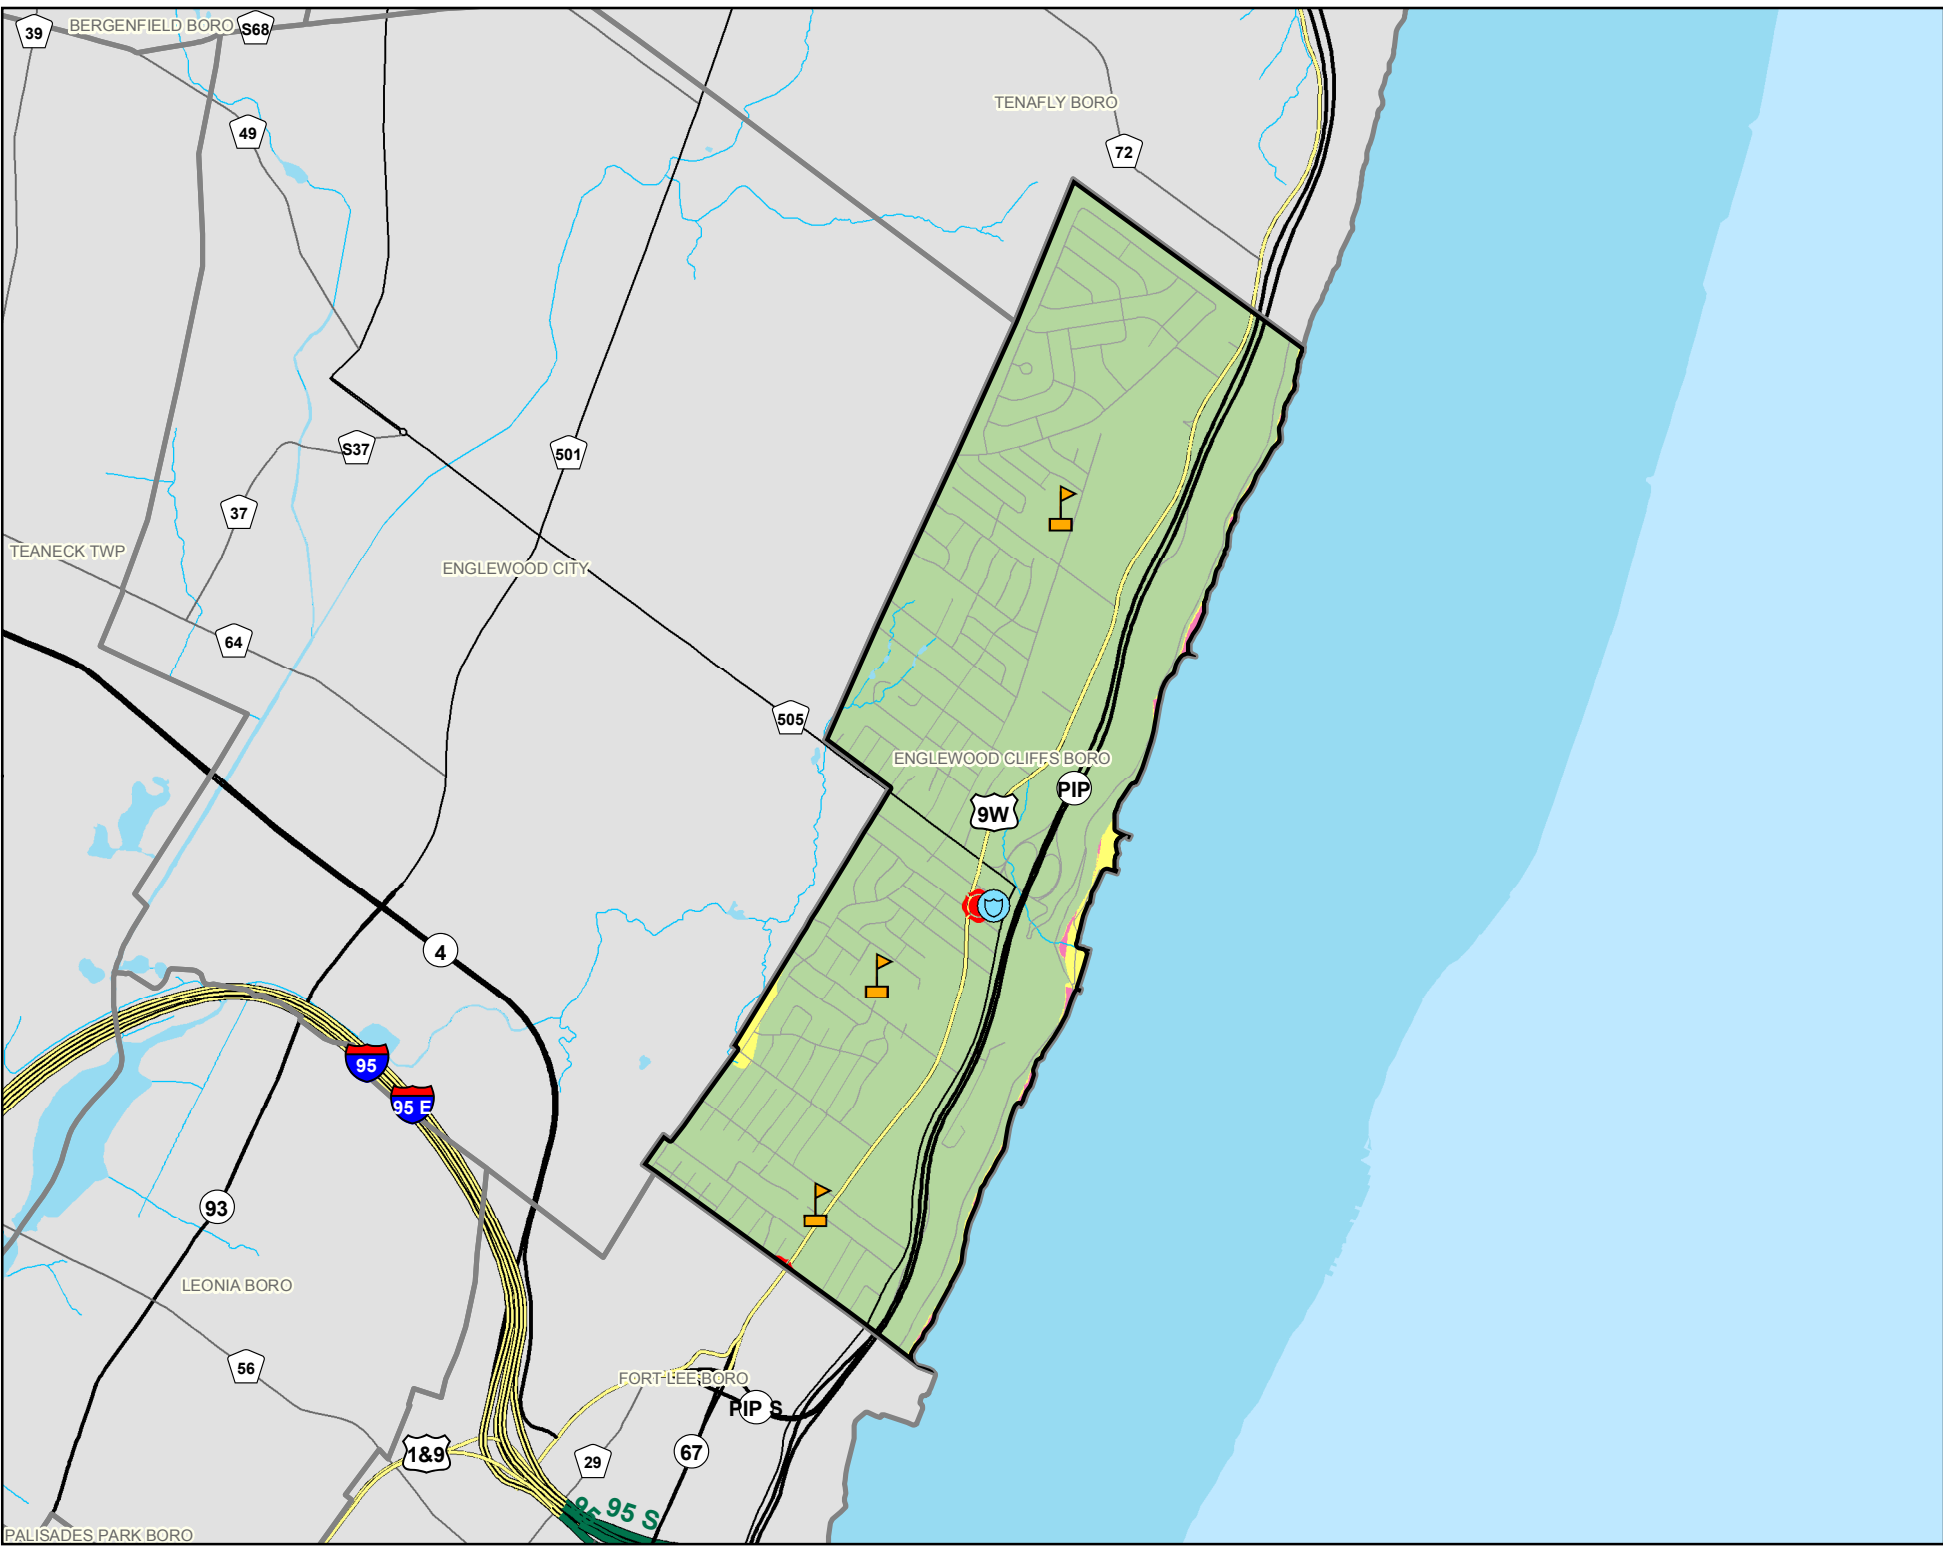 BERGENFIELD BORO
S68
39
TENAFLY BORO
49
72
S37
501
37
TEANECK TWP
ENGLEWOOD CITY
64
505
ENGLEWOOD CLIFFS BORO
PIP
9W
4
95
95 E
93
LEONIA BORO
56
FORT LEE BORO
PIP S
1&9
67
29
95
95 S
PALISADES PARK BORO